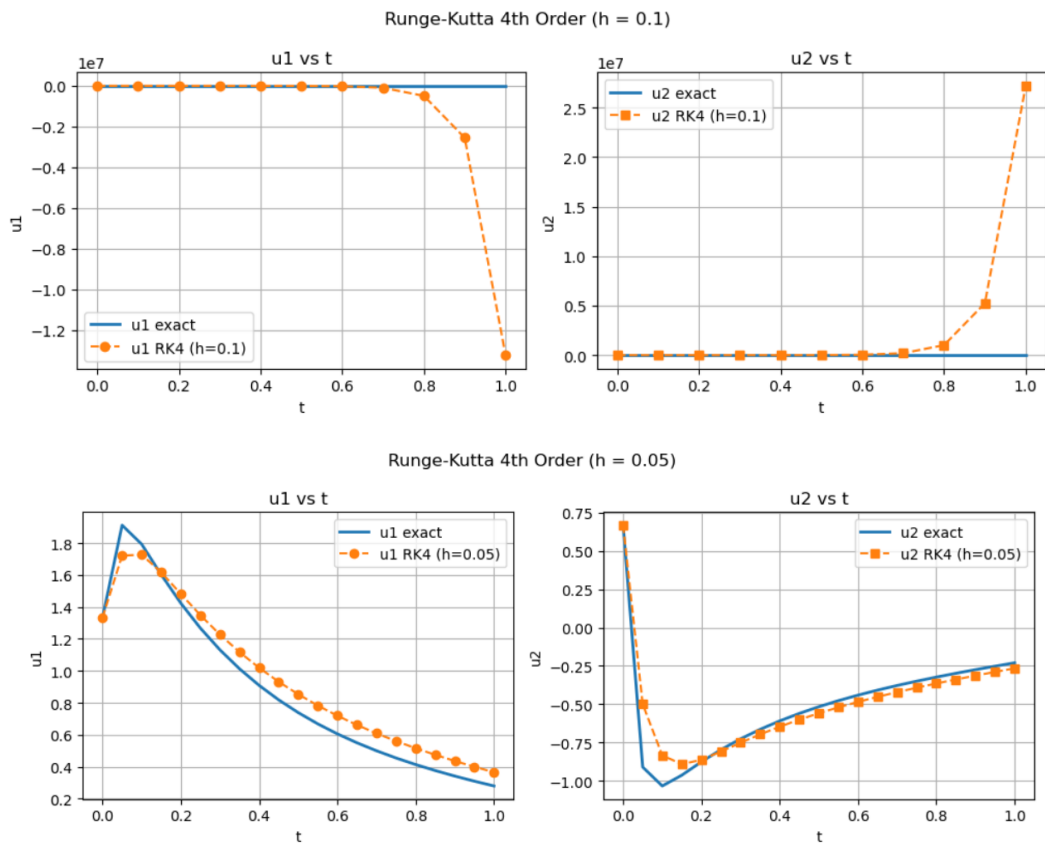 Runge-Kutta 4th Order (h = 0.1)
u1 vs t
1e7
0.0
−0.2
−0.4
−0.6
−0.8
−1.0
−1.2
u1
u1 exact
u1 RK4 (h=0.1)
0.0 0.2 0.4 0.6 0.8 1.0
t
u2 vs t
1e7
2.5
2.0
1.5
1.0
0.5
0.0
u2
u2 exact
u2 RK4 (h=0.1)
0.0 0.2 0.4 0.6 0.8 1.0
t
Runge-Kutta 4th Order (h = 0.05)
u1 vs t
1.8
1.6
1.4
1.2
1.0
0.8
0.6
0.4
0.2
u1
u1 exact
u1 RK4 (h=0.05)
0.0 0.2 0.4 0.6 0.8 1.0
t
u2 vs t
0.75
0.50
0.25
0.00
−0.25
−0.50
−0.75
−1.00
u2
u2 exact
u2 RK4 (h=0.05)
0.0 0.2 0.4 0.6 0.8 1.0
t